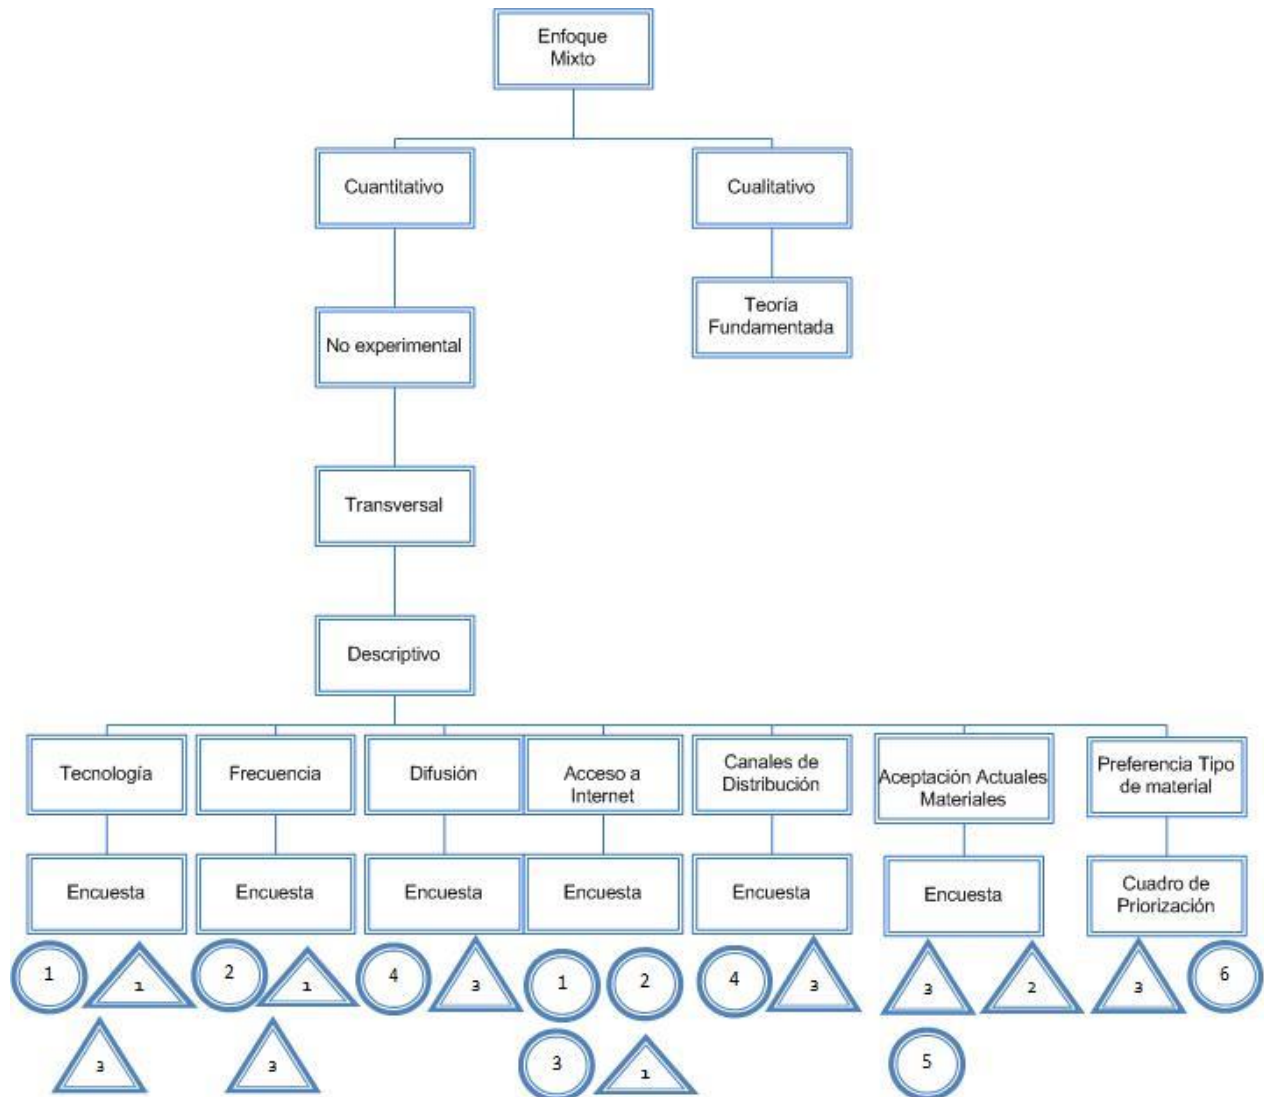 Enfoque
Mixto
Cuantitativo
Cualitativo
No experimental
Teoría
Fundamentada
Transversal
Descriptivo
Tecnología
Frecuencia
Difusión
Acceso a
Internet
Canales de
Distribución
Aceptación Actuales
Materiales
Preferencia Tipo
de material
Encuesta
Encuesta
Encuesta
Encuesta
Encuesta
Encuesta
Cuadro de
Priorización
1
1
2
1
4
3
1
2
4
3
3
2
3
6
3
3
3
1
5